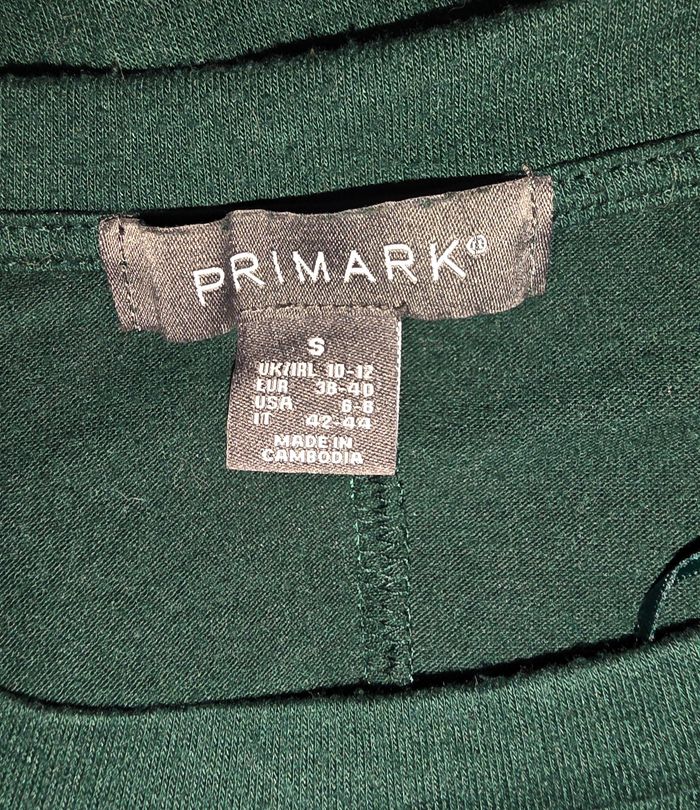 PRIMARK®
S
UK/IRL 10-12
EUR 38-40
USA 6-8
IT 42-44
MADE IN
CAMBODIA